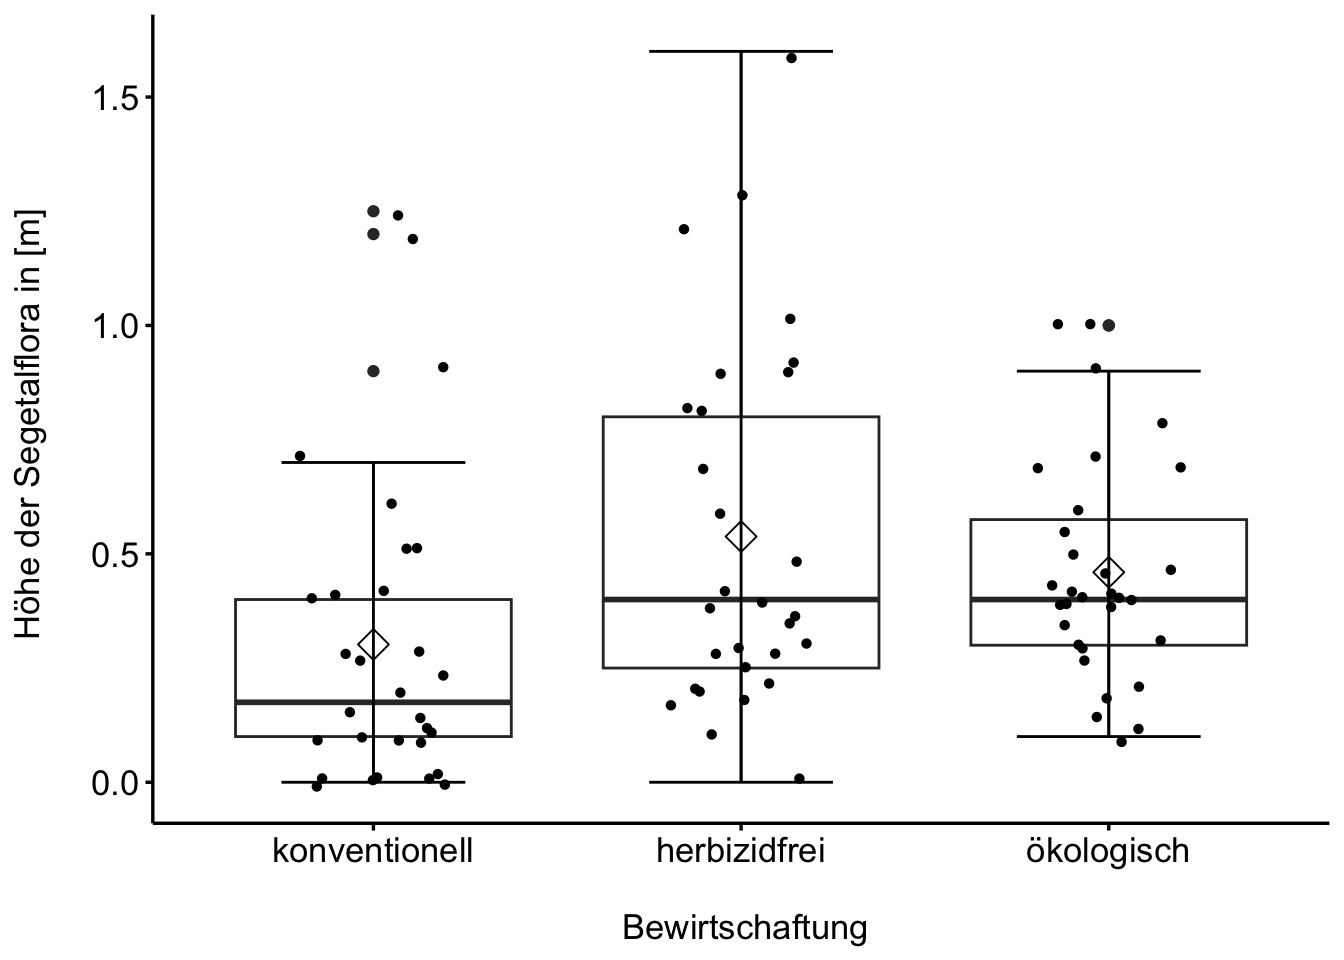 Höhe der Segetalflora in [m]
1.5
1.0
0.5
0.0
konventionell herbizidfrei ökologisch
Bewirtschaftung